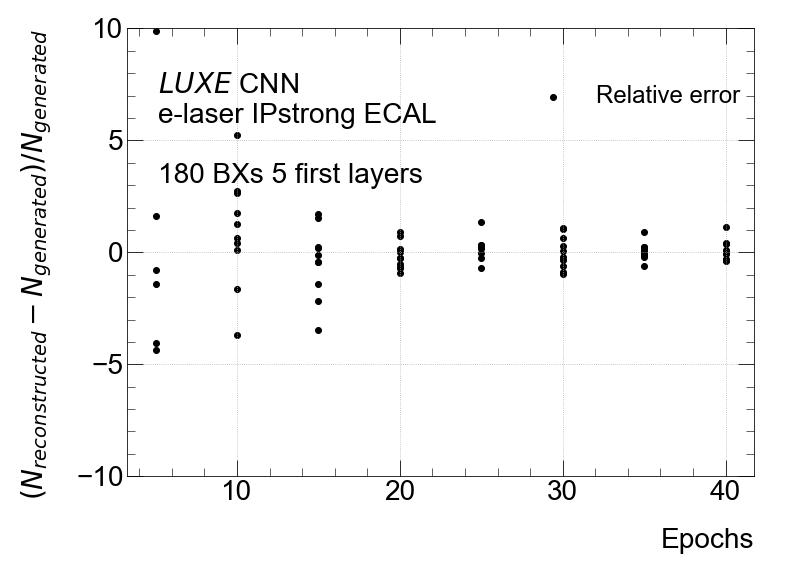 (N_reconstructed − N_generated)/N_generated
10
5
0
−5
−10
LUXE CNN
e-laser IPstrong ECAL
180 BXs 5 first layers
Relative error
10 20 30 40
Epochs